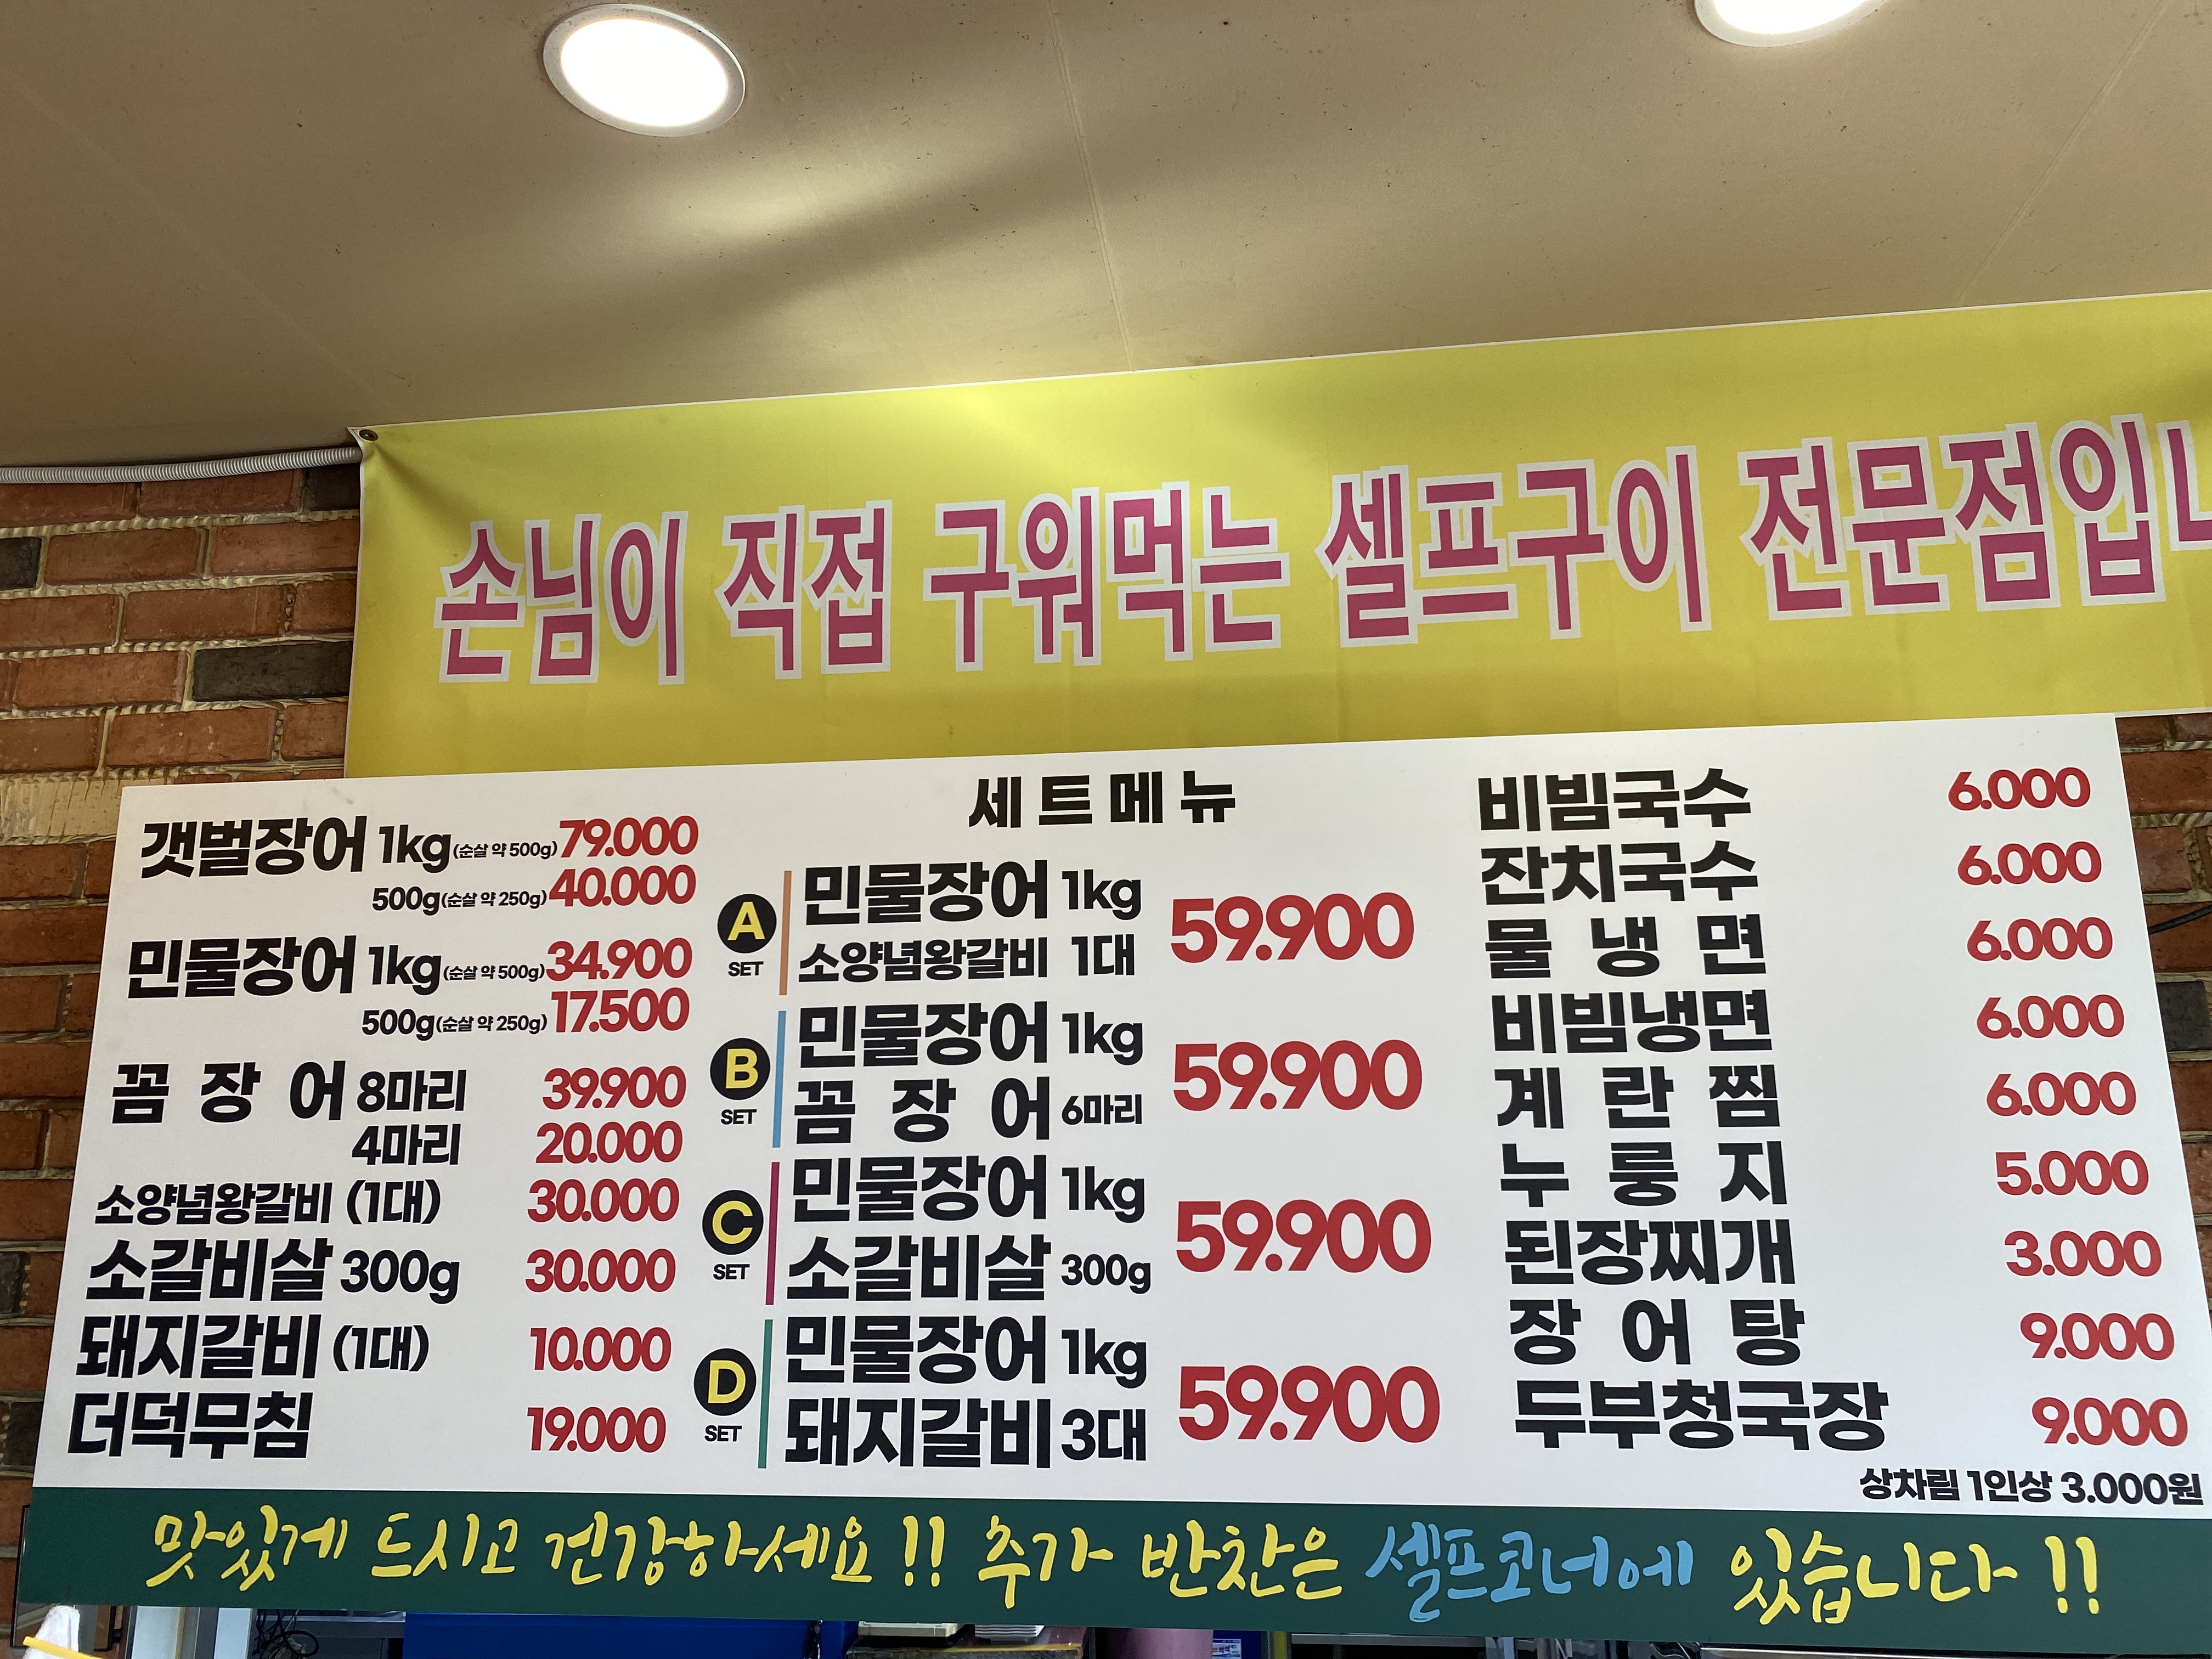 손님이 직접 구워먹는 셀프구이 전문점입니
갯벌장어 1kg(순살 약 500g) 79.000
500g(순살 약 250g) 40.000
민물장어 1kg(순살 약 500g) 34.900
500g(순살 약 250g) 17.500
꼼 장 어 8마리 39.900
4마리 20.000
소양념왕갈비 (1대) 30.000
소갈비살 300g 30.000
돼지갈비 (1대) 10.000
더덕무침 19.000
세트메뉴
A SET
민물장어 1kg
소양념왕갈비 1대
59.900
B SET
민물장어 1kg
꼼 장 어 6마리
59.900
C SET
민물장어 1kg
소갈비살 300g
59.900
D SET
민물장어 1kg
돼지갈비 3대
59.900
비빔국수 6.000
잔치국수 6.000
물 냉 면 6.000
비빔냉면 6.000
계 란 찜 6.000
누 룽 지 5.000
된장찌개 3.000
장 어 탕 9.000
두부청국장 9.000
상차림 1인상 3.000원
맛있게 드시고 건강하세요 !! 추가 반찬은 셀프코너에 있습니다 !!